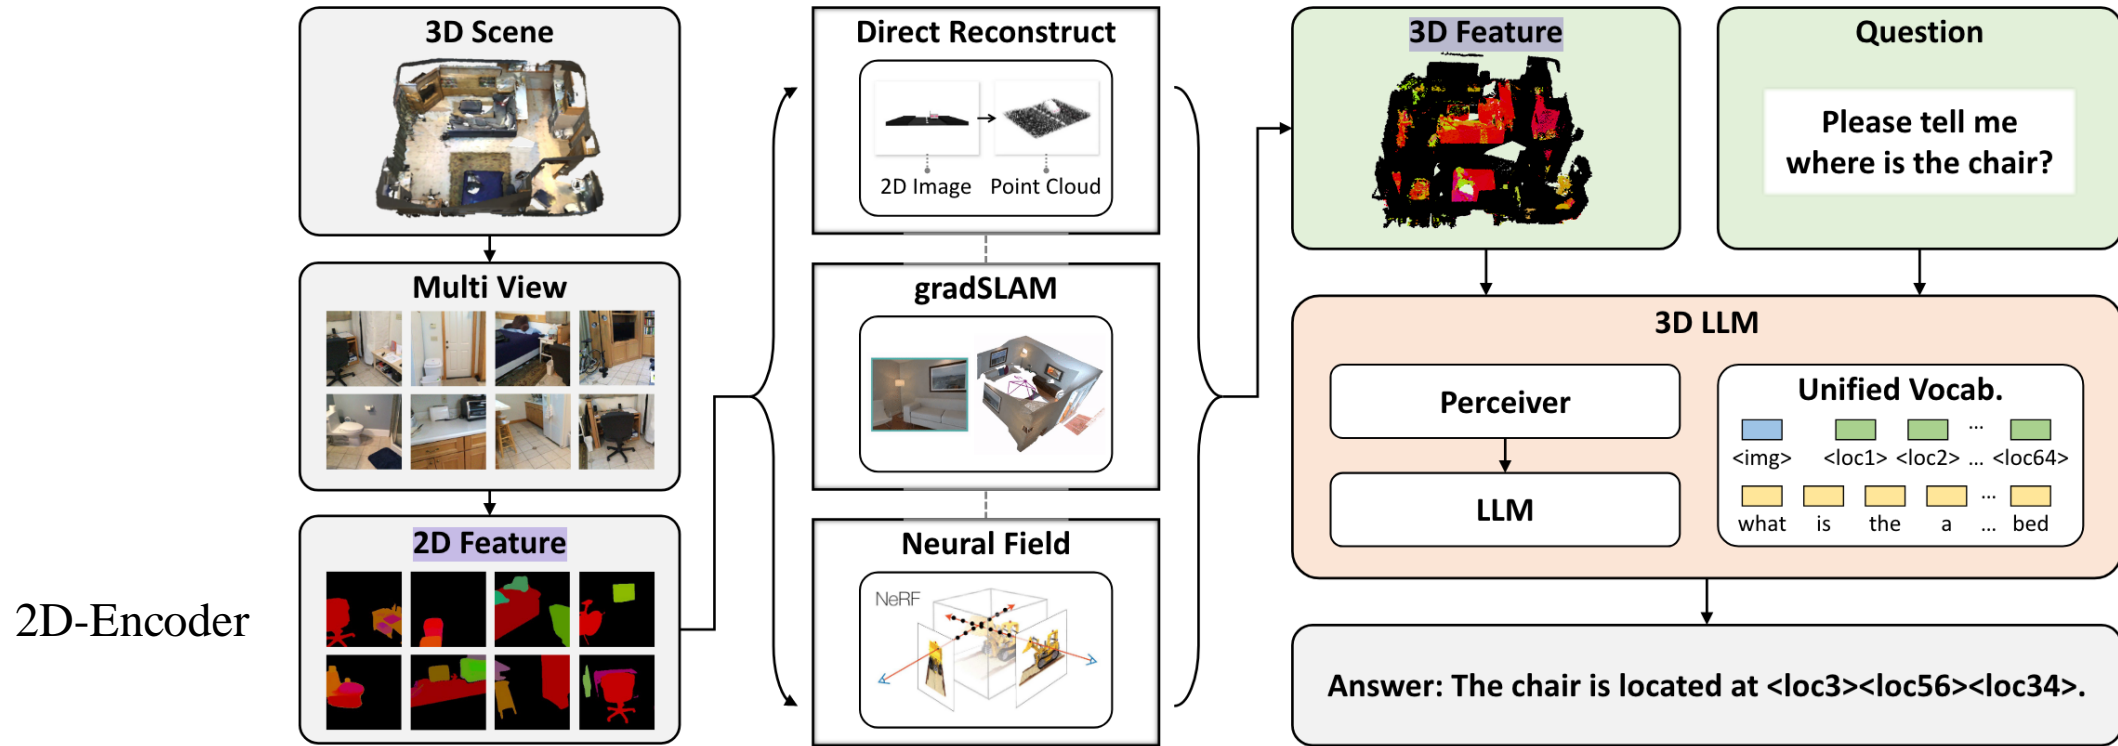 3D Scene
Multi View
2D Feature
2D-Encoder
Direct Reconstruct
2D Image
Point Cloud
gradSLAM
Neural Field
NeRF
3D Feature
Question
Please tell me
where is the chair?
3D LLM
Perceiver
LLM
Unified Vocab.
...
<img> <loc1> <loc2> ... <loc64>
...
what is the a ... bed
Answer: The chair is located at <loc3><loc56><loc34>.